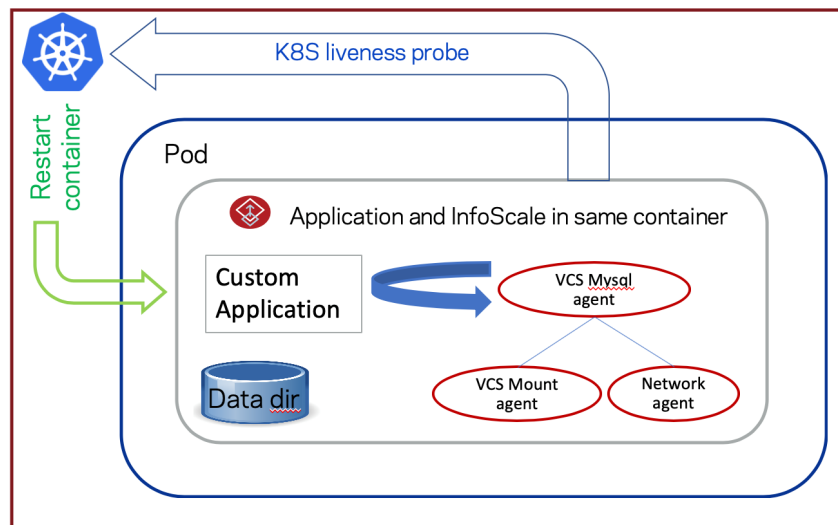 K8S liveness probe
Restart
container
Pod
Application and InfoScale in same container
Custom
Application
VCS Mysql
agent
Data dir
VCS Mount
agent
Network
agent